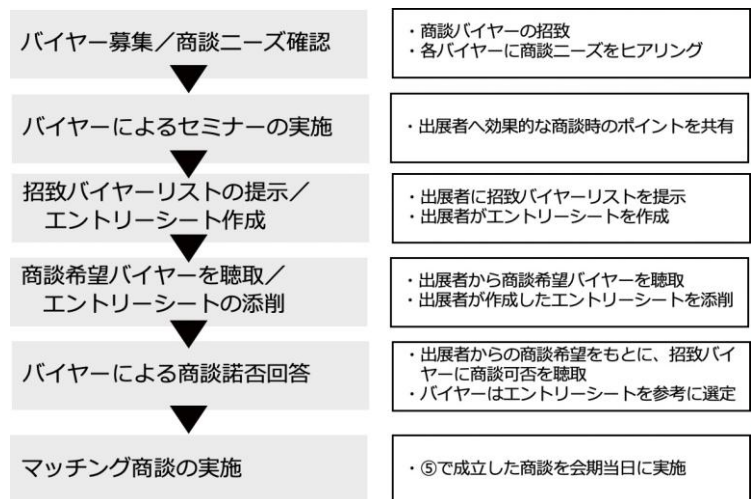 バイヤー募集／商談ニーズ確認
・商談バイヤーの招致
・各バイヤーに商談ニーズをヒアリング
バイヤーによるセミナーの実施
・出展者へ効果的な商談時のポイントを共有
招致バイヤーリストの提示／
エントリーシート作成
・出展者に招致バイヤーリストを提示
・出展者がエントリーシートを作成
商談希望バイヤーを聴取／
エントリーシートの添削
・出展者から商談希望バイヤーを聴取
・出展者が作成したエントリーシートを添削
バイヤーによる商談諾否回答
・出展者からの商談希望をもとに、招致バイ
ヤーに商談可否を聴取
・バイヤーはエントリーシートを参考に選定
マッチング商談の実施
・⑤で成立した商談を会期当日に実施